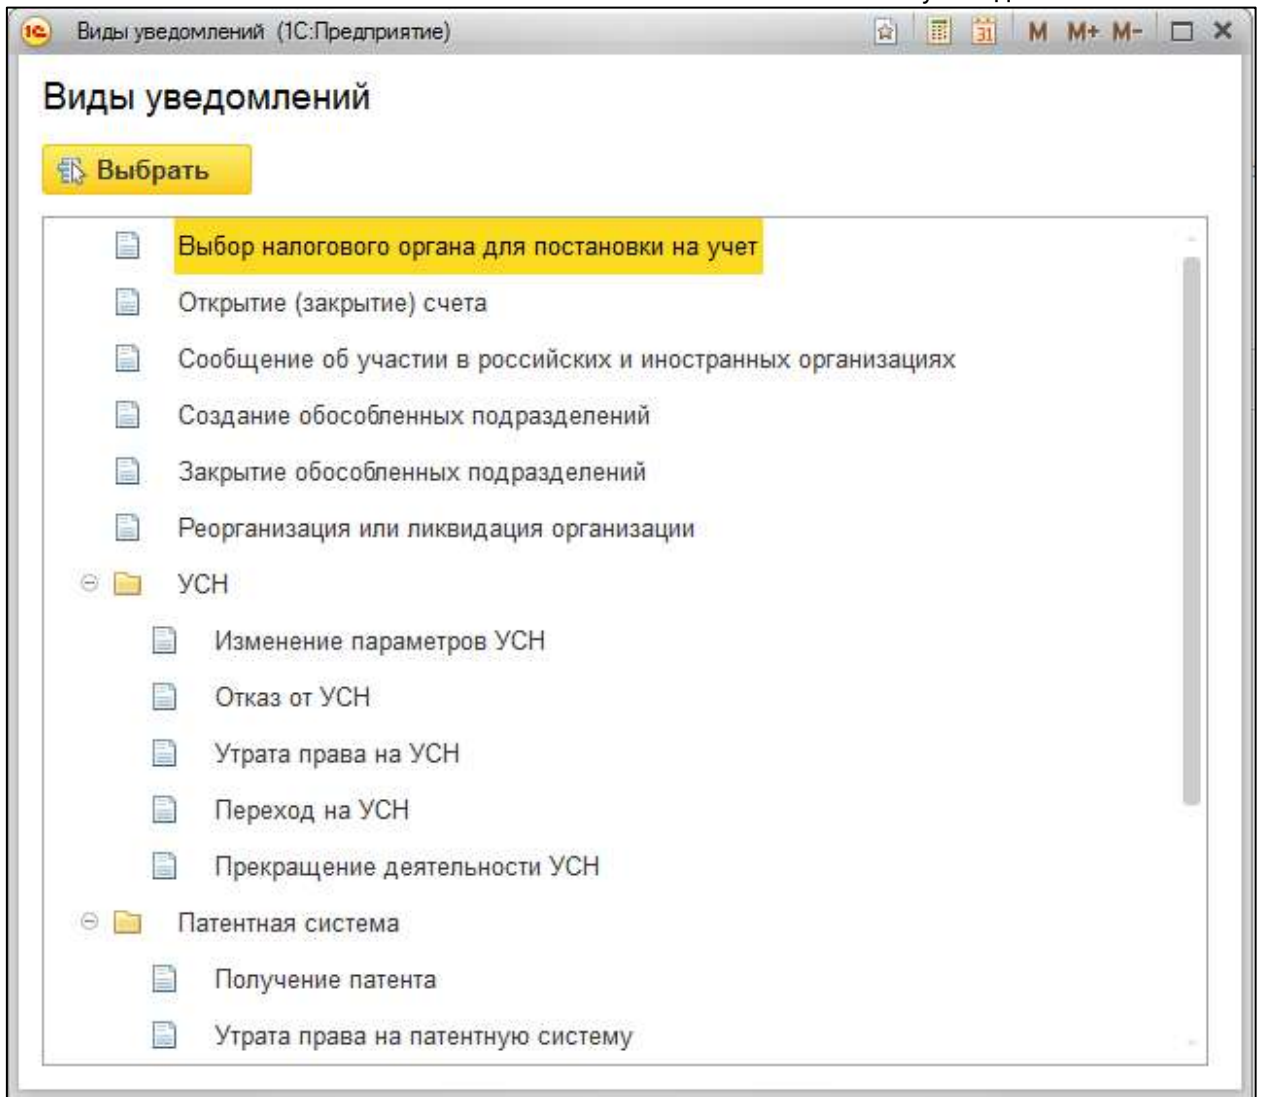 Виды уведомлений (1С:Предприятие)
31 M M+ M-
Виды уведомлений
Выбрать
Выбор налогового органа для постановки на учет
Открытие (закрытие) счета
Сообщение об участии в российских и иностранных организациях
Создание обособленных подразделений
Закрытие обособленных подразделений
Реорганизация или ликвидация организации
УСН
Изменение параметров УСН
Отказ от УСН
Утрата права на УСН
Переход на УСН
Прекращение деятельности УСН
Патентная система
Получение патента
Утрата права на патентную систему